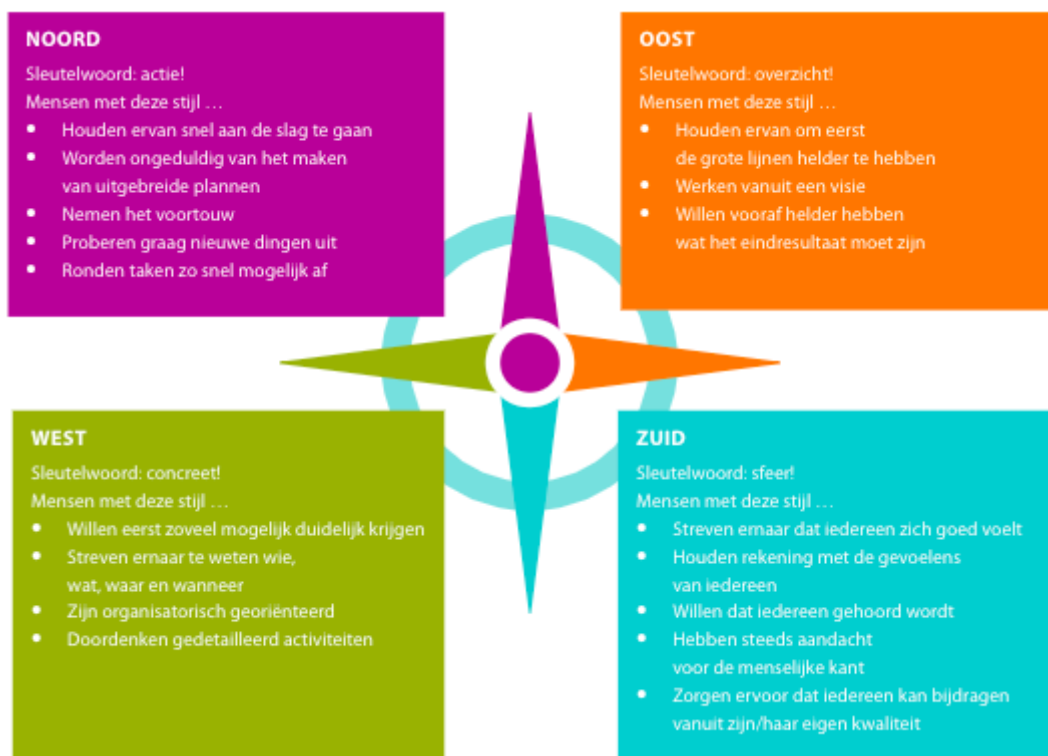 NOORD
Sleutelwoord: actie!
Mensen met deze stijl …
• Houden ervan snel aan de slag te gaan
• Worden ongeduldig van het maken
van uitgebreide plannen
• Nemen het voortouw
• Proberen graag nieuwe dingen uit
• Ronden taken zo snel mogelijk af
OOST
Sleutelwoord: overzicht!
Mensen met deze stijl …
• Houden ervan om eerst
de grote lijnen helder te hebben
• Werken vanuit een visie
• Willen vooraf helder hebben
wat het eindresultaat moet zijn
WEST
Sleutelwoord: concreet!
Mensen met deze stijl …
• Willen eerst zoveel mogelijk duidelijk krijgen
• Streven ernaar te weten wie,
wat, waar en wanneer
• Zijn organisatorisch georiënteerd
• Doordenken gedetailleerd activiteiten
ZUID
Sleutelwoord: sfeer!
Mensen met deze stijl …
• Streven ernaar dat iedereen zich goed voelt
• Houden rekening met de gevoelens
van iedereen
• Willen dat iedereen gehoord wordt
• Hebben steeds aandacht
voor de menselijke kant
• Zorgen ervoor dat iedereen kan bijdragen
vanuit zijn/haar eigen kwaliteit